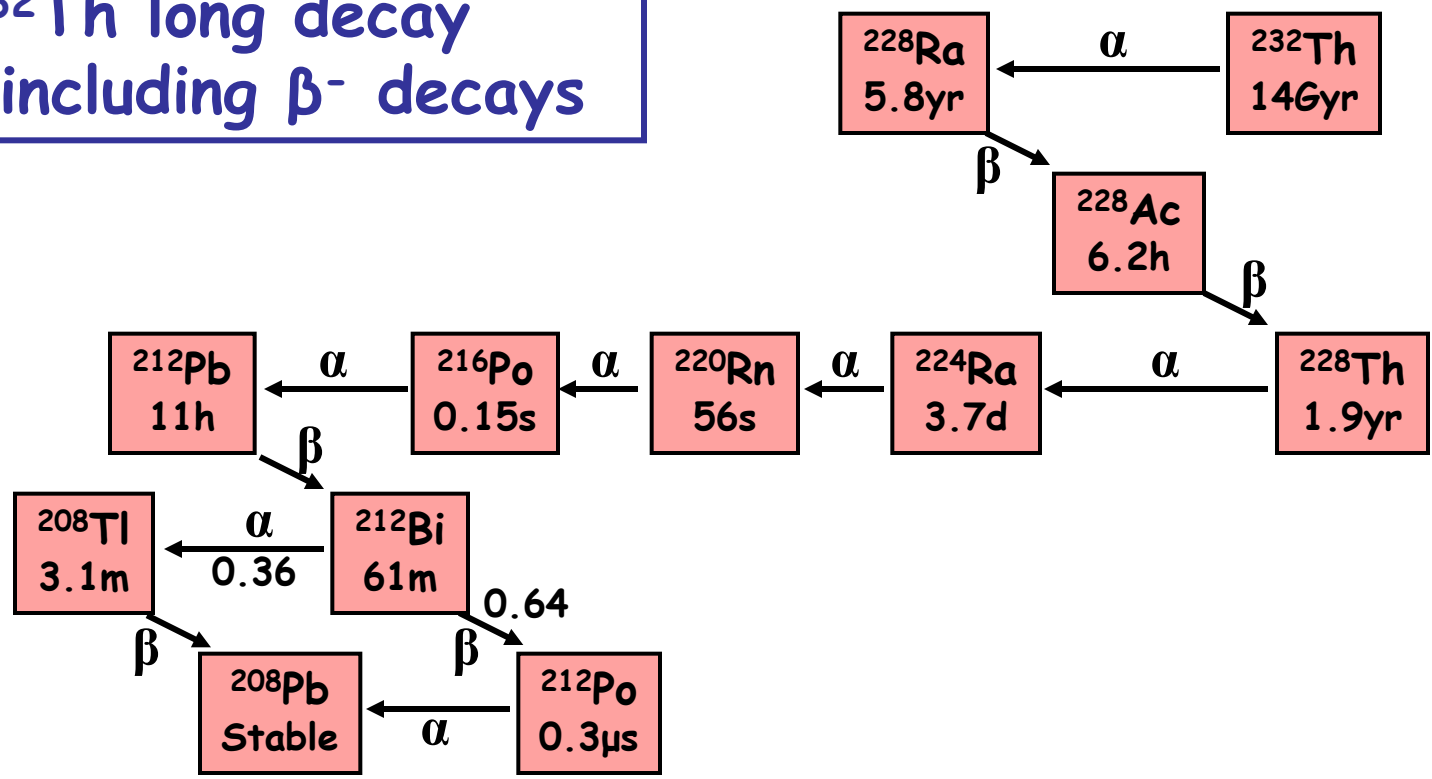 ²Th long decay
including β⁻ decays
²²⁸Ra
5.8yr
α
²³²Th
14Gyr
β
²²⁸Ac
6.2h
β
²¹²Pb
11h
α
²¹⁶Po
0.15s
α
²²⁰Rn
56s
α
²²⁴Ra
3.7d
α
²²⁸Th
1.9yr
β
²⁰⁸Tl
3.1m
α
0.36
²¹²Bi
61m
0.64
β
β
²⁰⁸Pb
Stable
α
²¹²Po
0.3μs